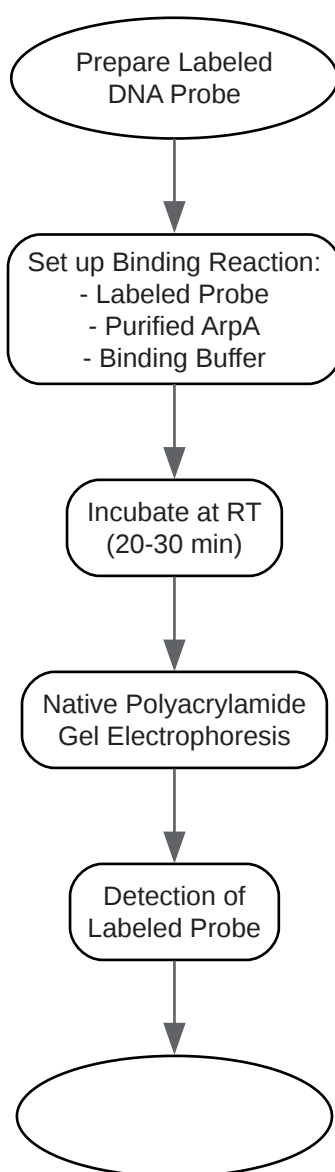 Prepare Labeled
DNA Probe
Set up Binding Reaction:
- Labeled Probe
- Purified ArpA
- Binding Buffer
Incubate at RT
(20-30 min)
Native Polyacrylamide
Gel Electrophoresis
Detection of
Labeled Probe